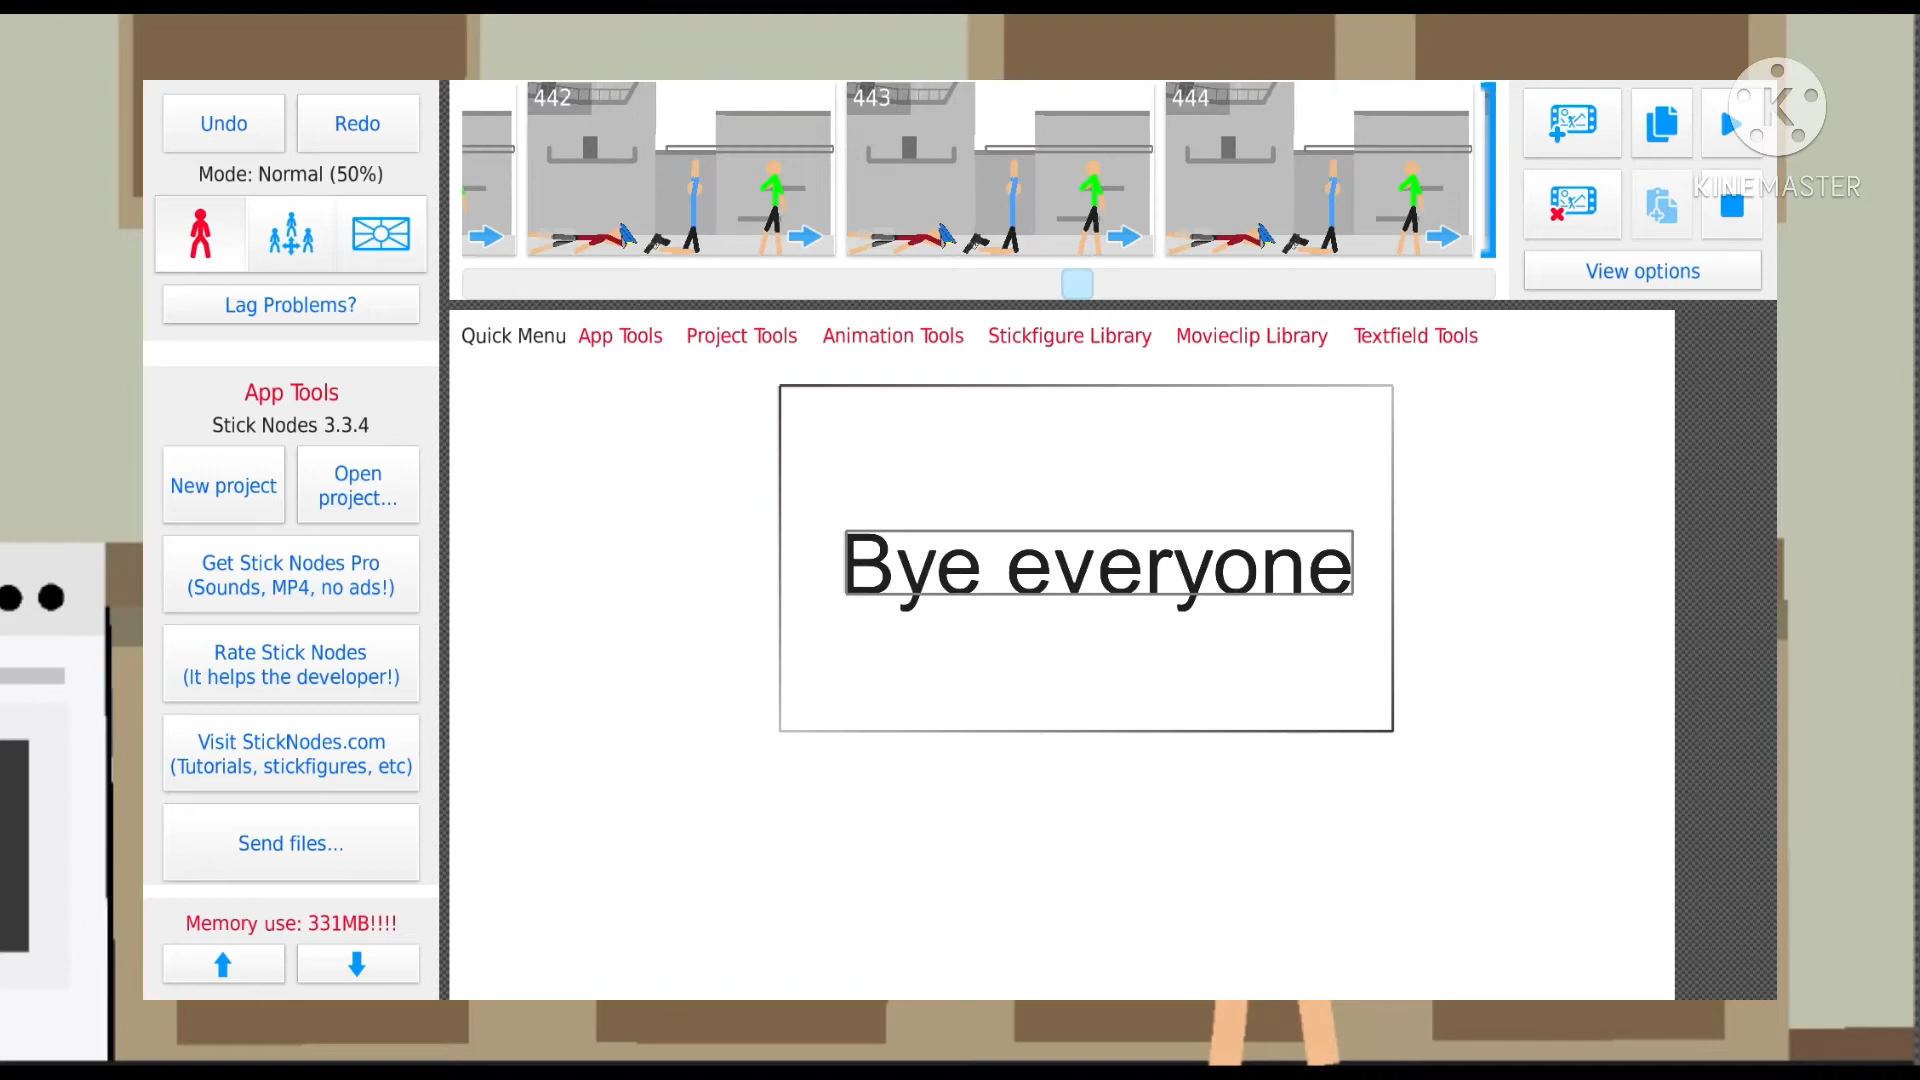 442
443
444
Undo
Redo
Mode: Normal (50%)
Lag Problems?
KINEMASTER
View options
Quick Menu
App Tools
Project Tools
Animation Tools
Stickfigure Library
Movieclip Library
Textfield Tools
App Tools
Stick Nodes 3.3.4
New project
Open
project...
Get Stick Nodes Pro
(Sounds, MP4, no ads!)
Rate Stick Nodes
(It helps the developer!)
Visit StickNodes.com
(Tutorials, stickfigures, etc)
Send files...
Memory use: 331MB!!!!
Bye everyone
K